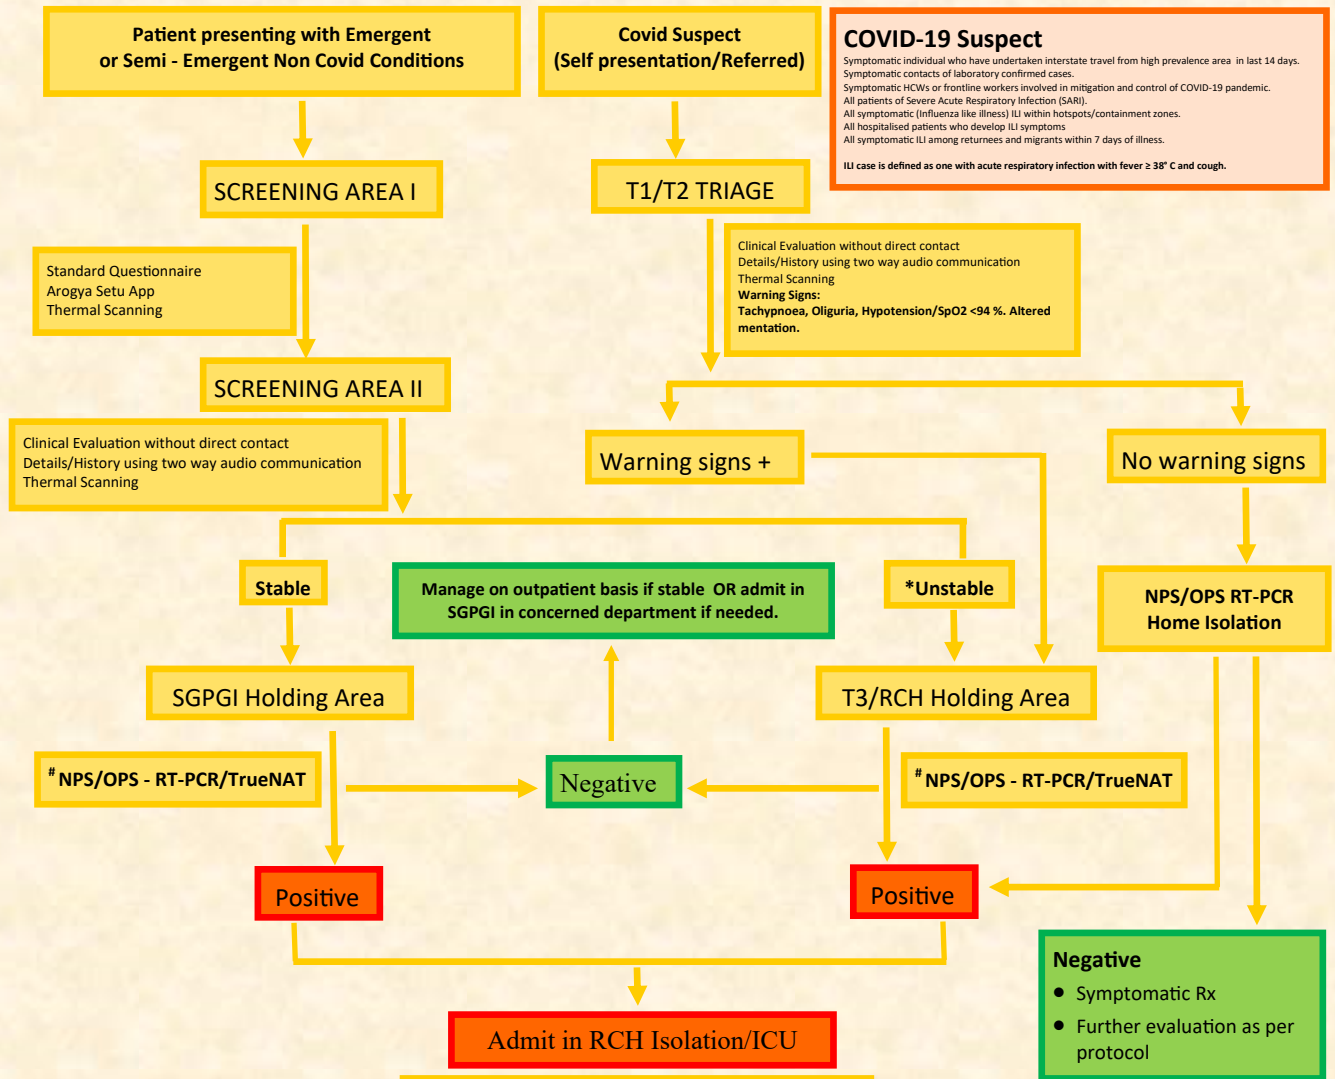 Patient presenting with Emergent
or Semi - Emergent Non Covid Conditions
Covid Suspect
(Self presentation/Referred)
COVID-19 Suspect
Symptomatic individual who have undertaken interstate travel from high prevalence area in last 14 days.
Symptomatic contacts of laboratory confirmed cases.
Symptomatic HCWs or frontline workers involved in mitigation and control of COVID-19 pandemic.
All patients of Severe Acute Respiratory Infection (SARI).
All symptomatic (Influenza like illness) ILI within hotspots/containment zones.
All hospitalised patients who develop ILI symptoms
All symptomatic ILI among returnees and migrants within 7 days of illness.
ILI case is defined as one with acute respiratory infection with fever ≥ 38° C and cough.
SCREENING AREA I
T1/T2 TRIAGE
Standard Questionnaire
Arogya Setu App
Thermal Scanning
Clinical Evaluation without direct contact
Details/History using two way audio communication
Thermal Scanning
Warning Signs:
Tachypnoea, Oliguria, Hypotension/SpO2 <94 %. Altered
mentation.
SCREENING AREA II
Clinical Evaluation without direct contact
Details/History using two way audio communication
Thermal Scanning
Warning signs +
No warning signs
Stable
Manage on outpatient basis if stable OR admit in
SGPGI in concerned department if needed.
*Unstable
NPS/OPS RT-PCR
Home Isolation
SGPGI Holding Area
T3/RCH Holding Area
# NPS/OPS - RT-PCR/TrueNAT
Negative
# NPS/OPS - RT-PCR/TrueNAT
Positive
Positive
Negative
● Symptomatic Rx
● Further evaluation as per
protocol
Admit in RCH Isolation/ICU